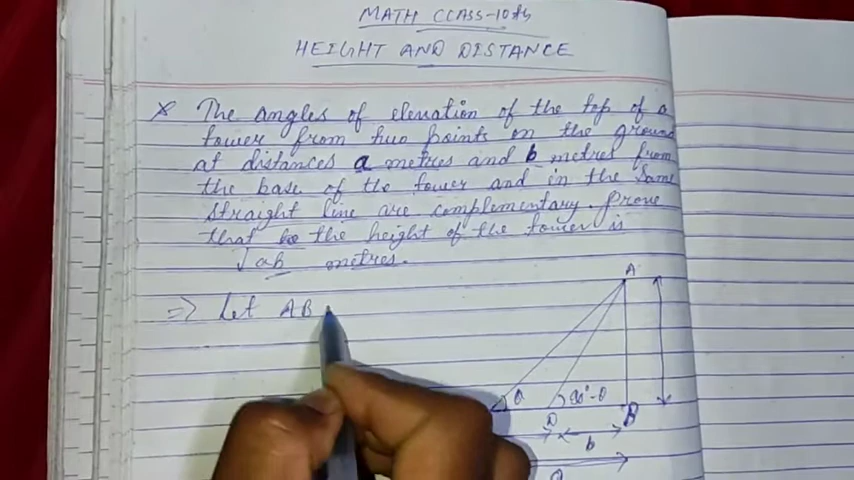 MATH CLASS-10th
HEIGHT AND DISTANCE
* The angles of elevation of the top of a
tower from two points on the ground
at distances a metres and b metres from
the base of the tower and in the same
straight line are complementary. Prove
that the height of the tower is
√ab metres.
A
=> Let AB
θ
90°-θ
D
B
b
a